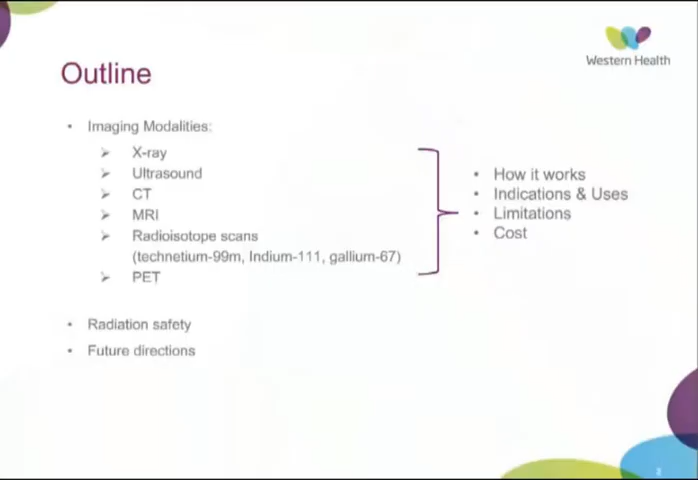 Western Health
Outline
• Imaging Modalities:
➢ X-ray
➢ Ultrasound
➢ CT
➢ MRI
➢ Radioisotope scans
(technetium-99m, Indium-111, gallium-67)
➢ PET
• How it works
• Indications & Uses
• Limitations
• Cost
• Radiation safety
• Future directions